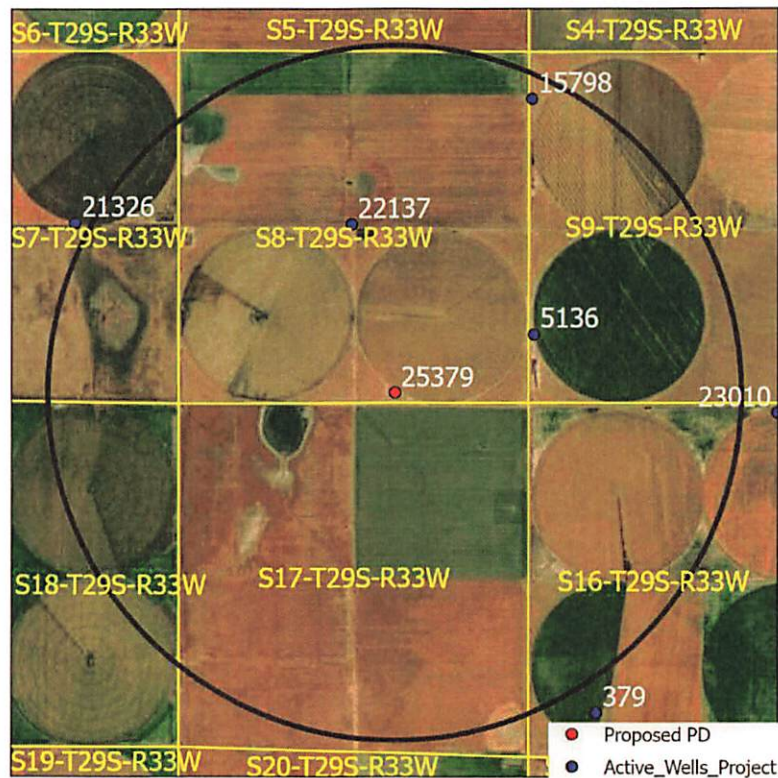 S6-T29S-R33W
S5-T29S-R33W
S4-T29S-R33W
15798
21326
22137
S7-T29S-R33W
S8-T29S-R33W
S9-T29S-R33W
5136
25379
23010
S18-T29S-R33W
S17-T29S-R33W
S16-T29S-R33W
379
Proposed PD
S19-T29S-R33W
S20-T29S-R33W
Active_Wells_Project